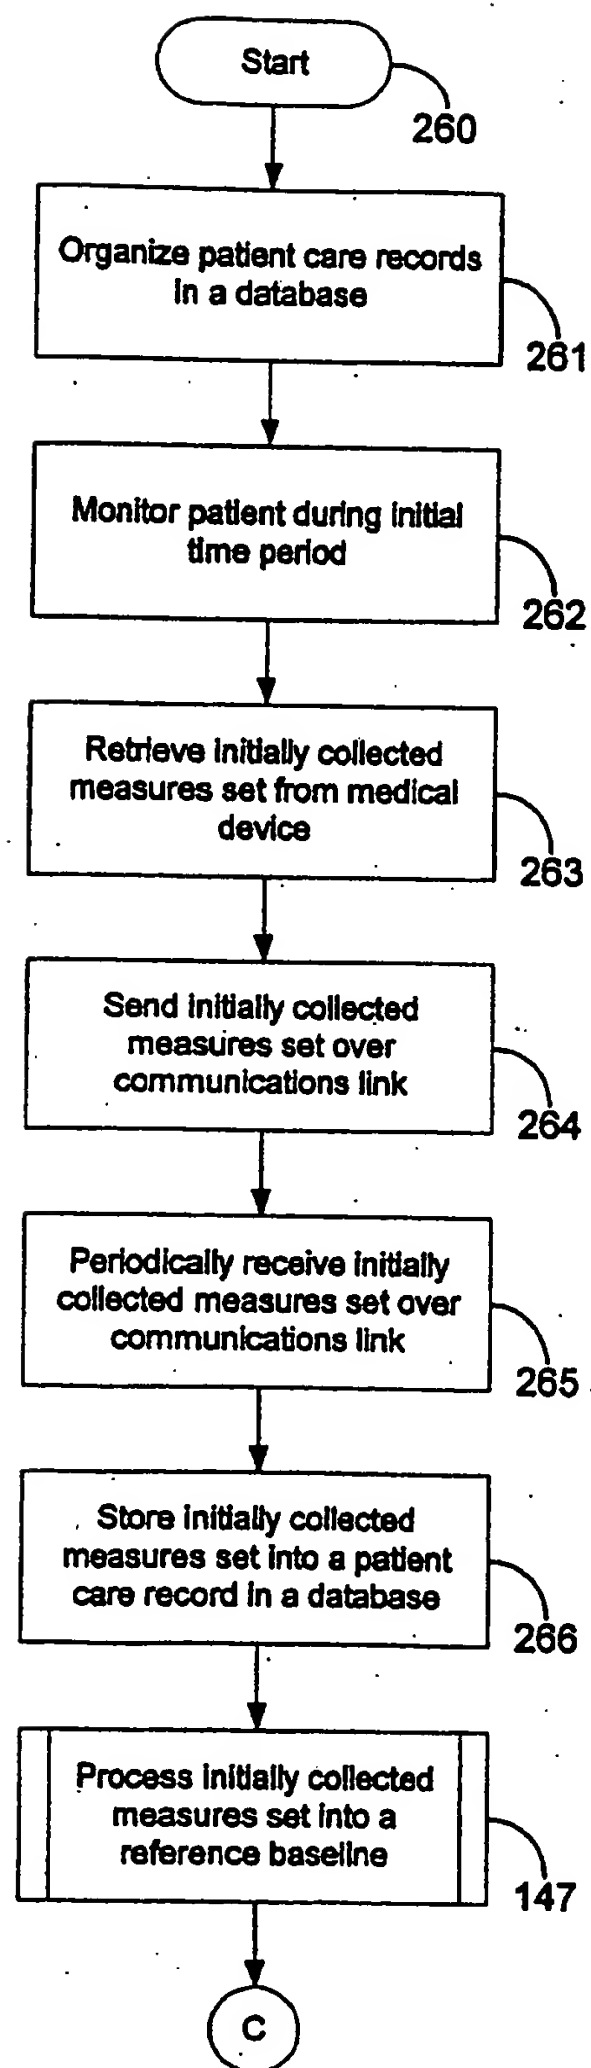 Start
260
Organize patient care records
in a database
261
Monitor patient during initial
time period
262
Retrieve initially collected
measures set from medical
device
263
Send initially collected
measures set over
communications link
264
Periodically receive initially
collected measures set over
communications link
265
Store initially collected
measures set into a patient
care record in a database
266
Process initially collected
measures set into a
reference baseline
147
C